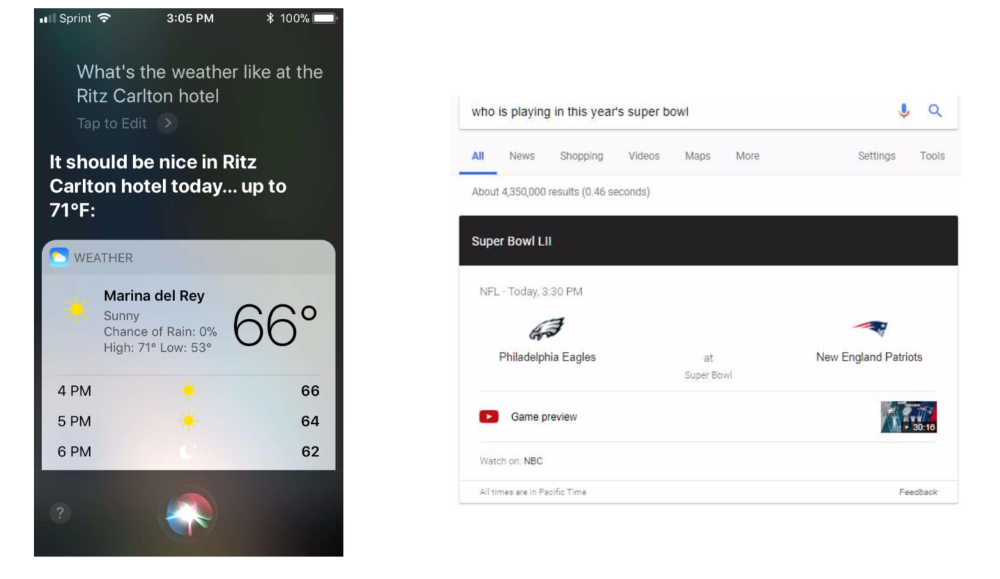 Sprint 3:05 PM 100%
What's the weather like at the
Ritz Carlton hotel
Tap to Edit
It should be nice in Ritz
Carlton hotel today... up to
71°F:
WEATHER
Marina del Rey
Sunny
Chance of Rain: 0%
High: 71° Low: 53°
66°
4 PM 66
5 PM 64
6 PM 62
?
who is playing in this year's super bowl
All News Shopping Videos Maps More Settings Tools
About 4,350,000 results (0.46 seconds)
Super Bowl LII
NFL · Today, 3:30 PM
Philadelphia Eagles at New England Patriots
Super Bowl
Game preview 30:16
Watch on: NBC
All times are in Pacific Time Feedback